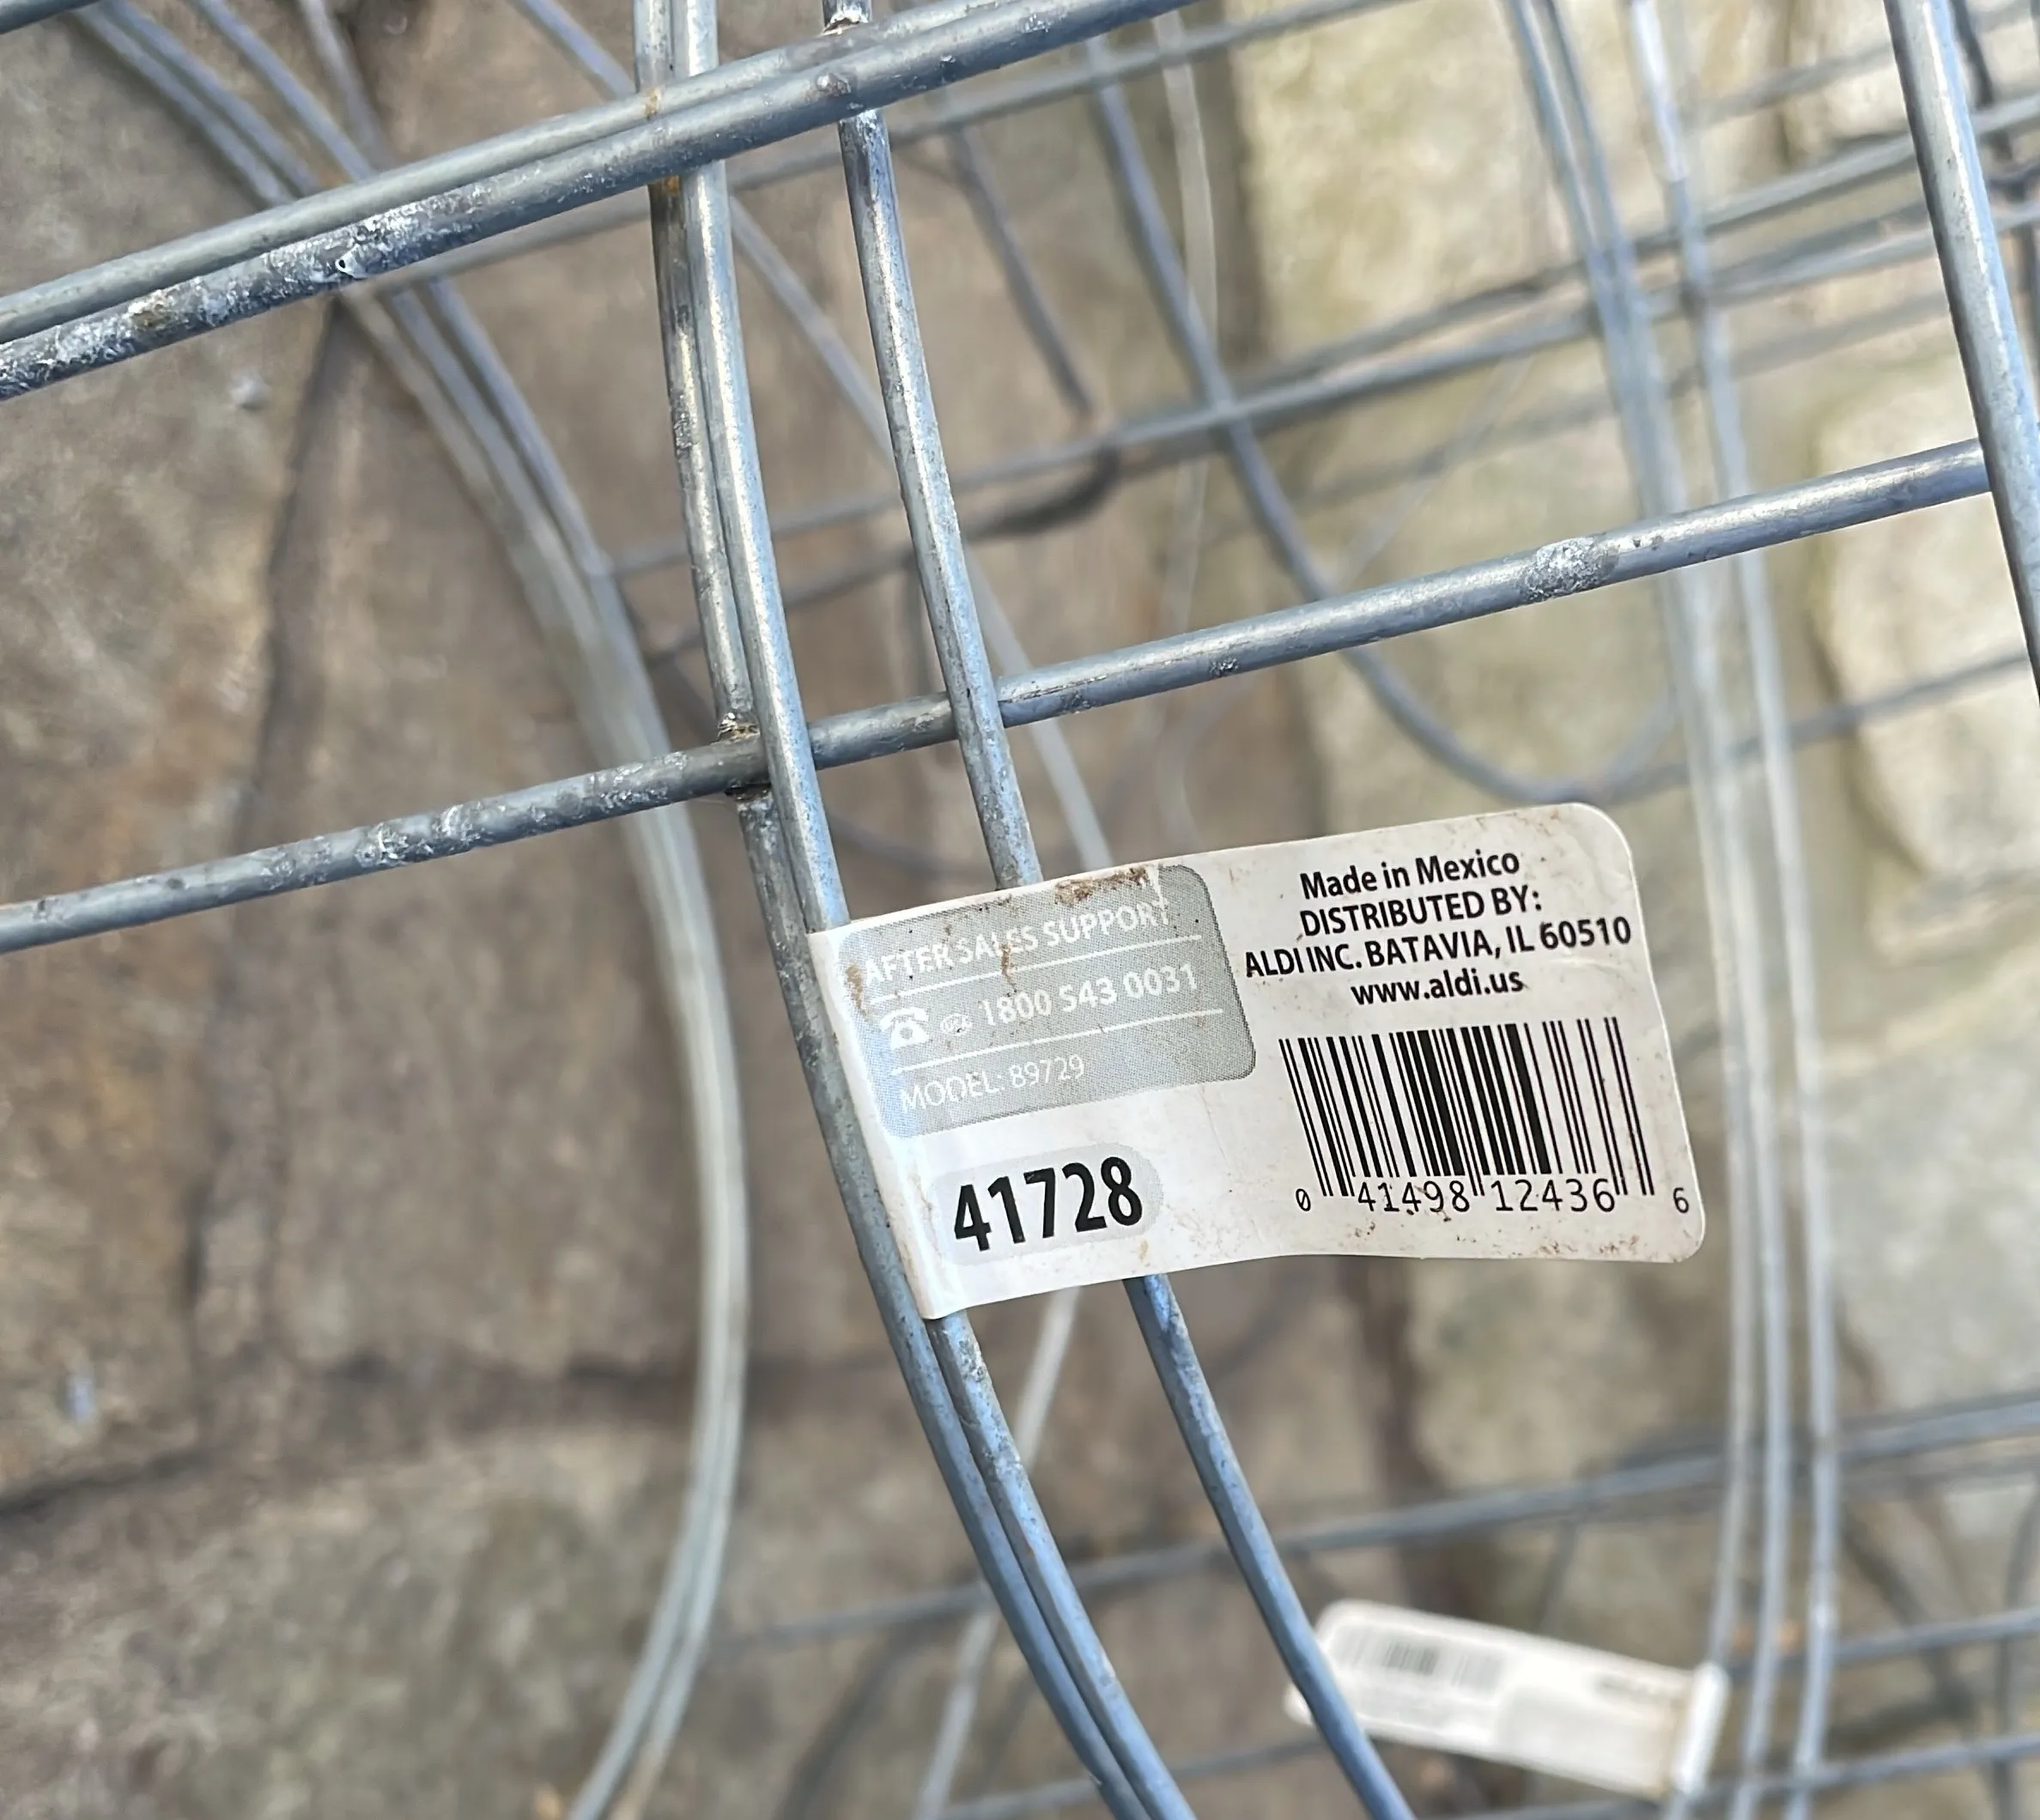 AFTER SALES SUPPORT
1800 543 0031
MODEL: 89729
41728
Made in Mexico
DISTRIBUTED BY:
ALDI INC. BATAVIA, IL 60510
www.aldi.us
0 41498 12436 6